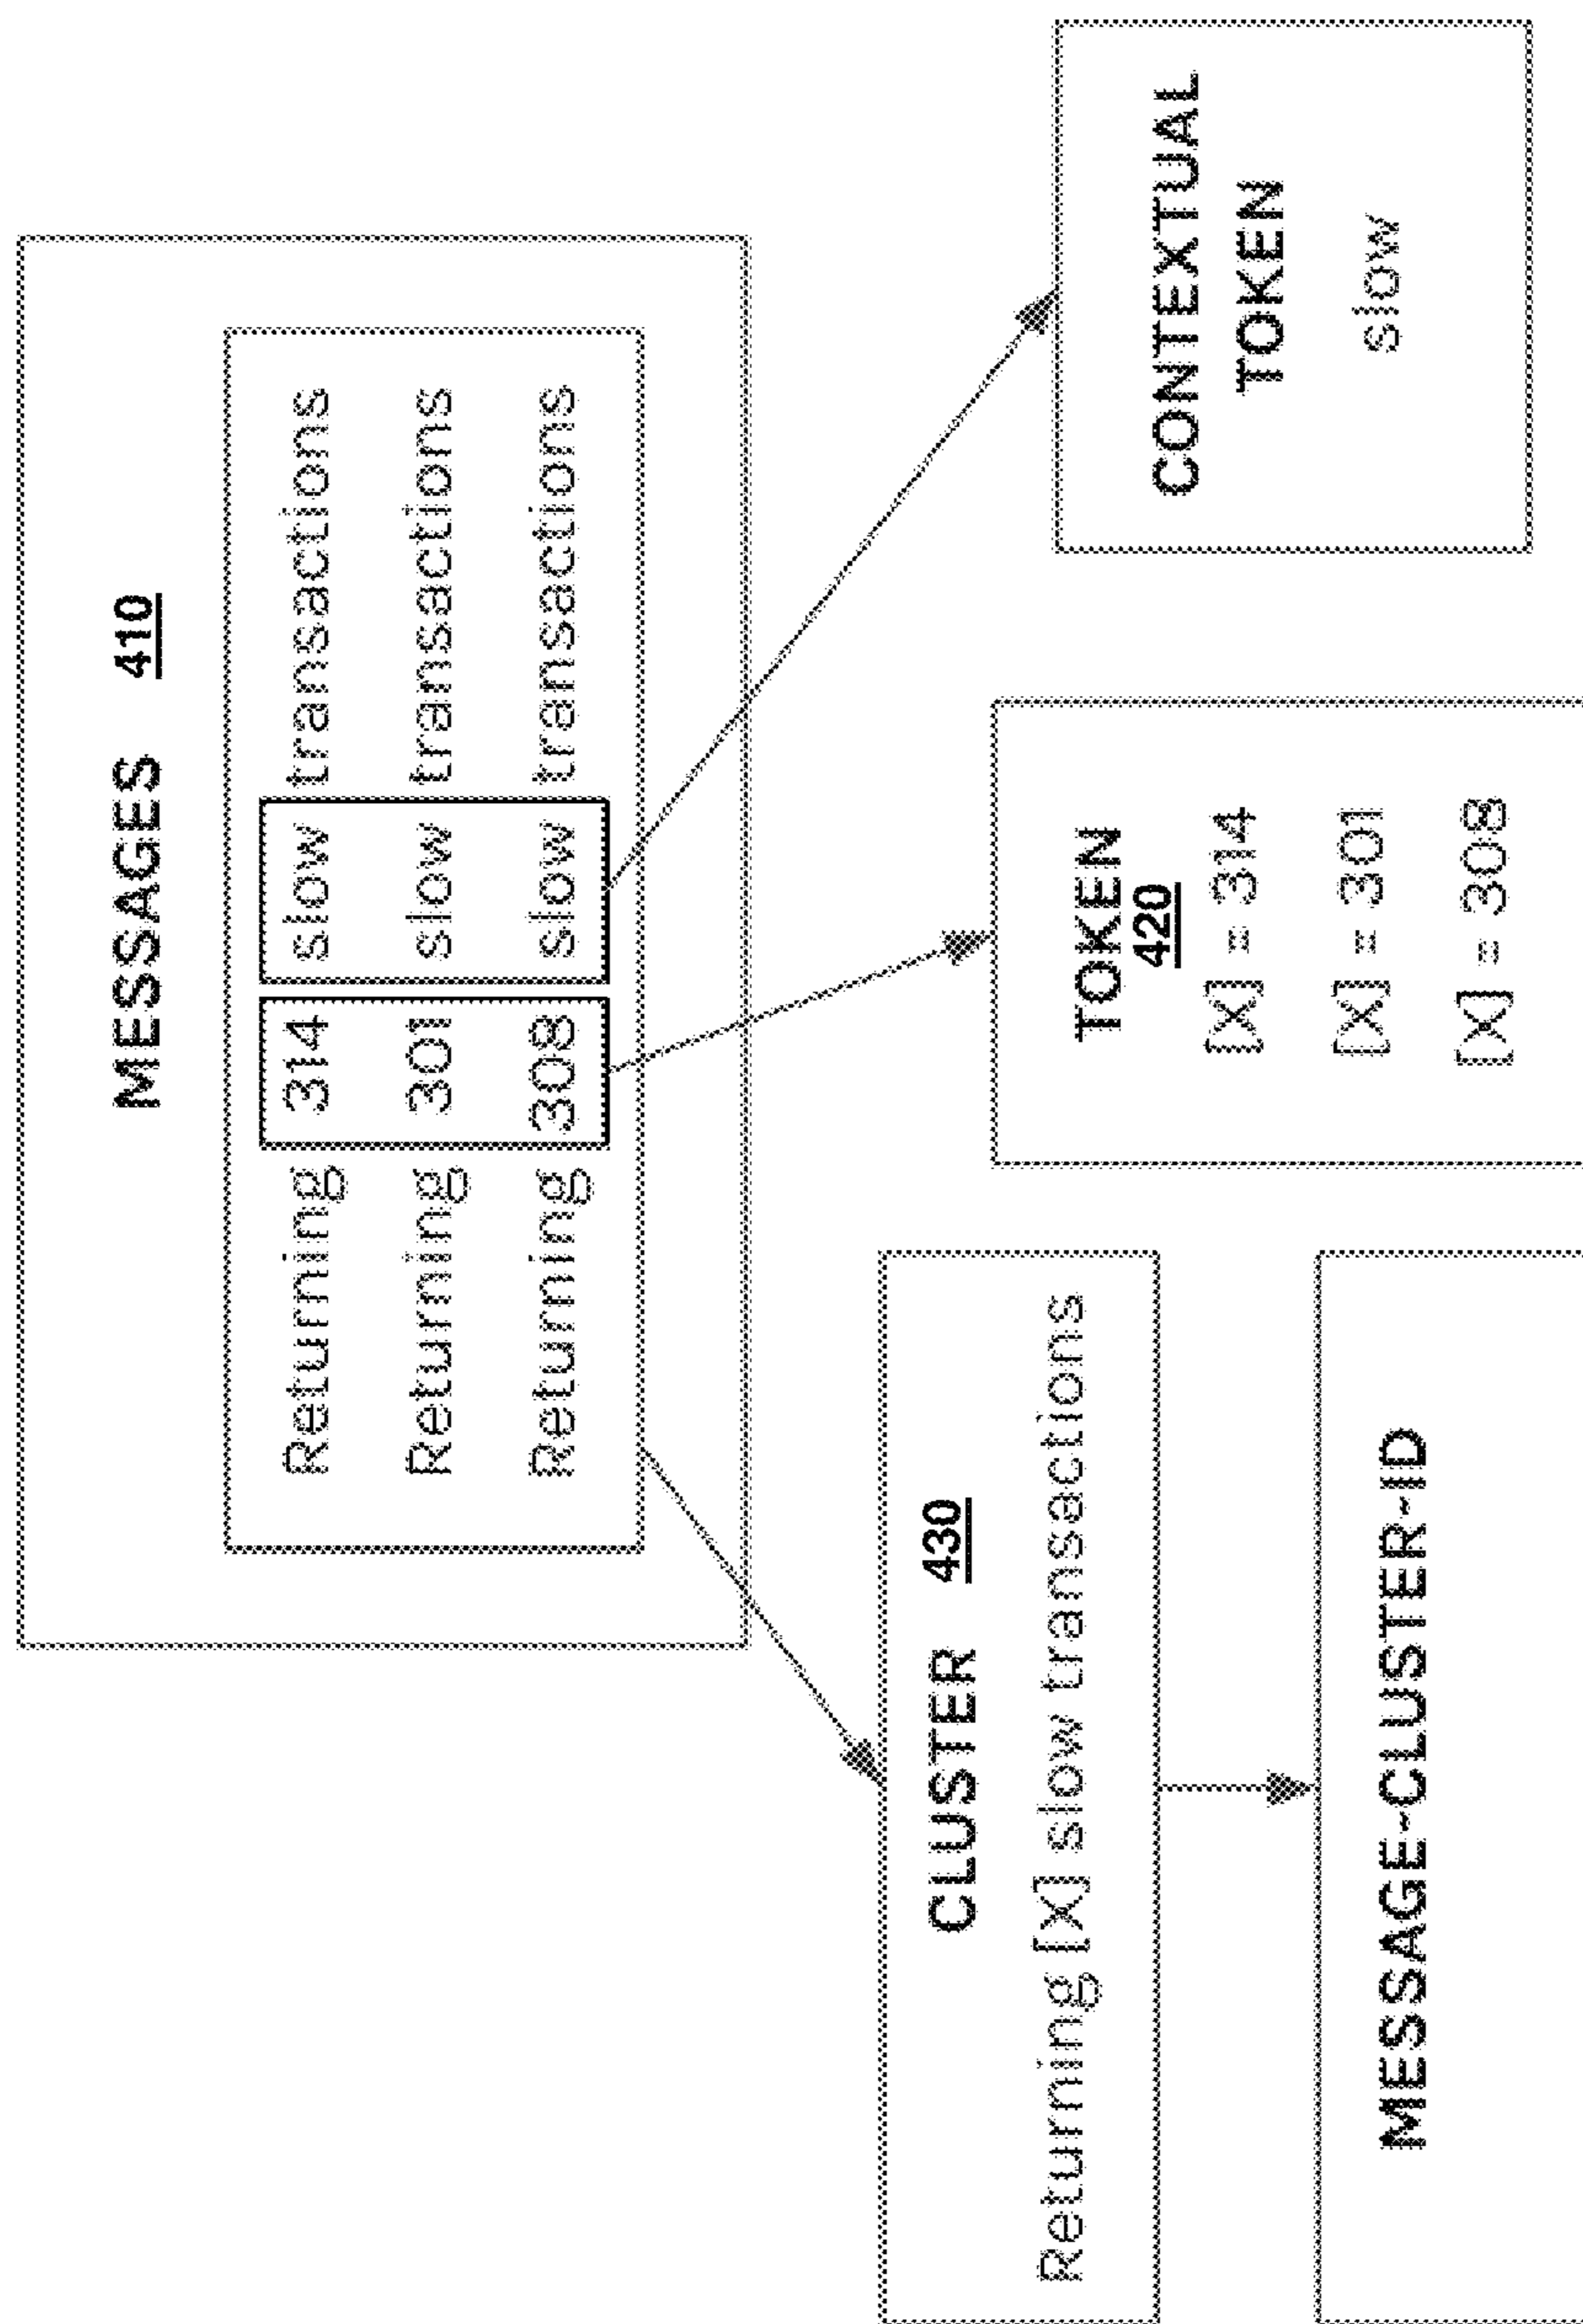 MESSAGES 410
Returning 314 slow transactions
Returning 301 slow transactions
Returning 308 slow transactions
CLUSTER 430
Returning [X] slow transactions
MESSAGE-CLUSTER-ID
TOKEN
420
[X] = 314
[X] = 301
[X] = 308
CONTEXTUAL
TOKEN
slow